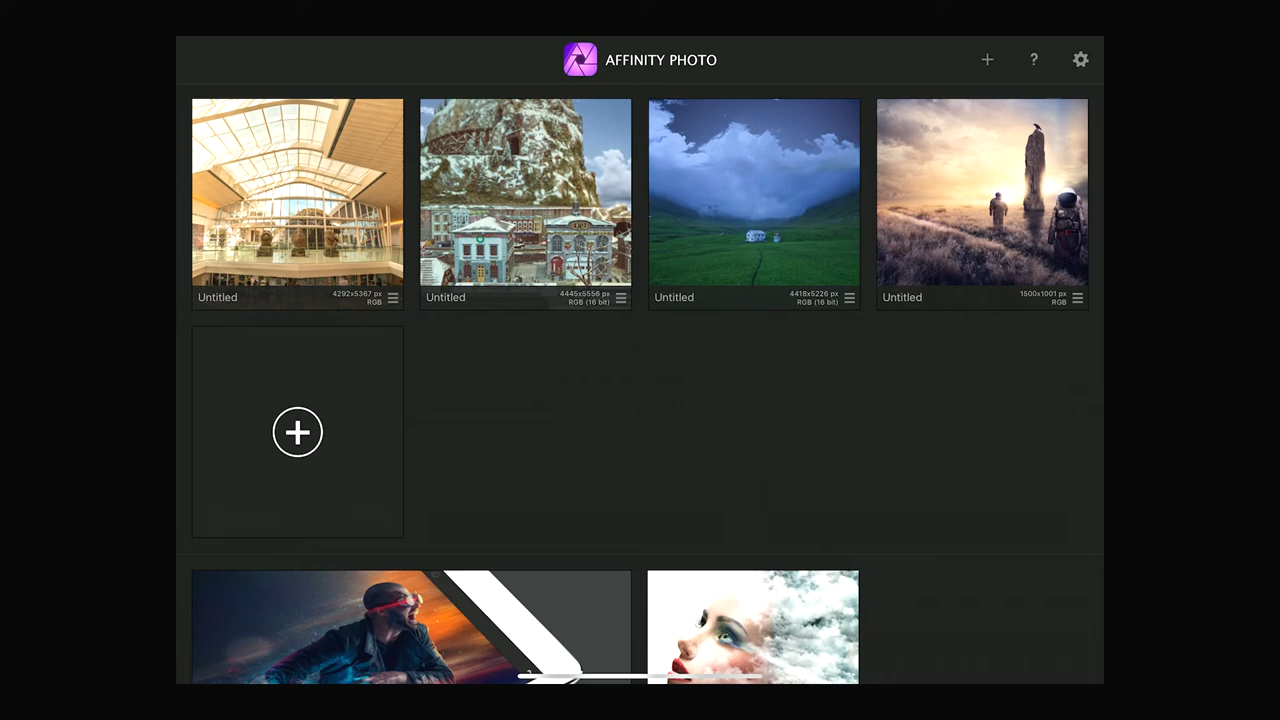 AFFINITY PHOTO
?
Untitled
4292x5367 px
RGB
Untitled
4445x5556 px
RGB (16 bit)
Untitled
4418x5226 px
RGB (16 bit)
Untitled
1500x1001 px
RGB